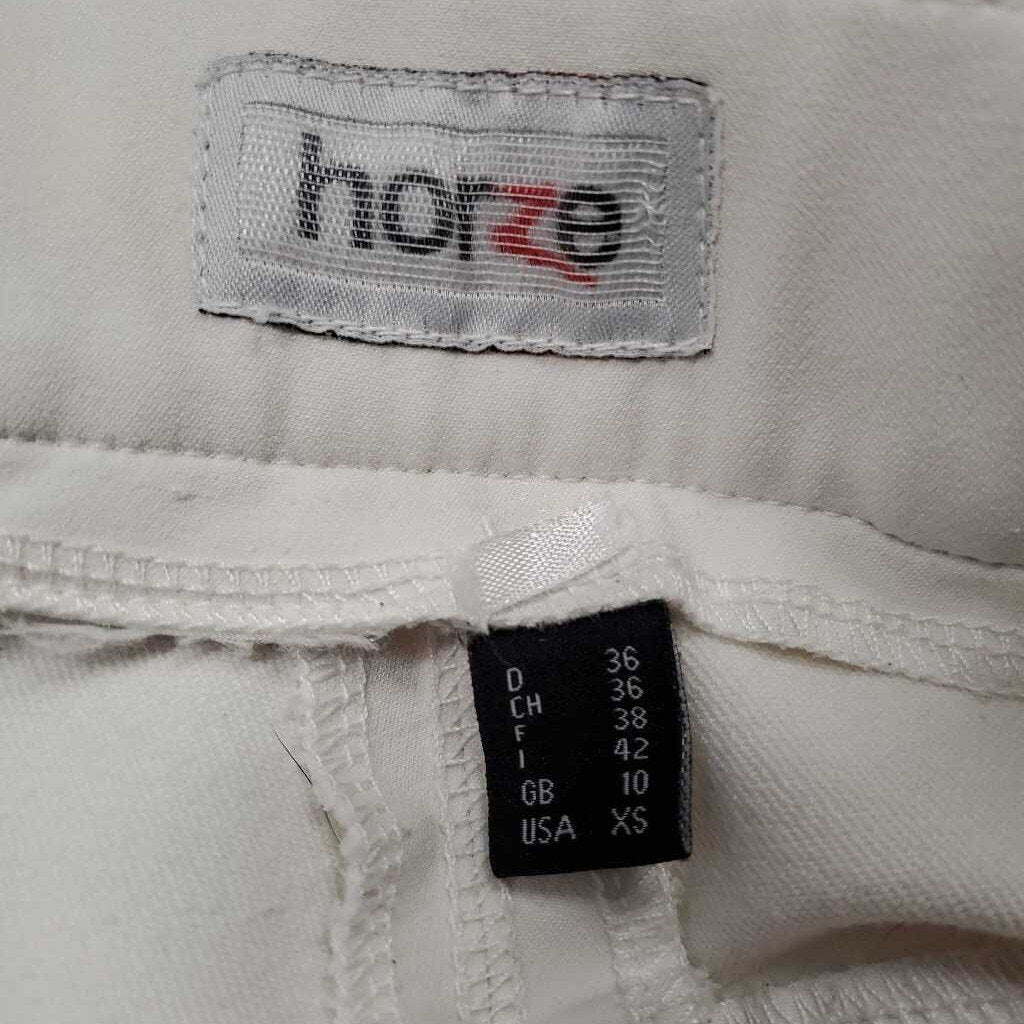 horze
D 36
CH 36
F 38
I 42
GB 10
USA XS